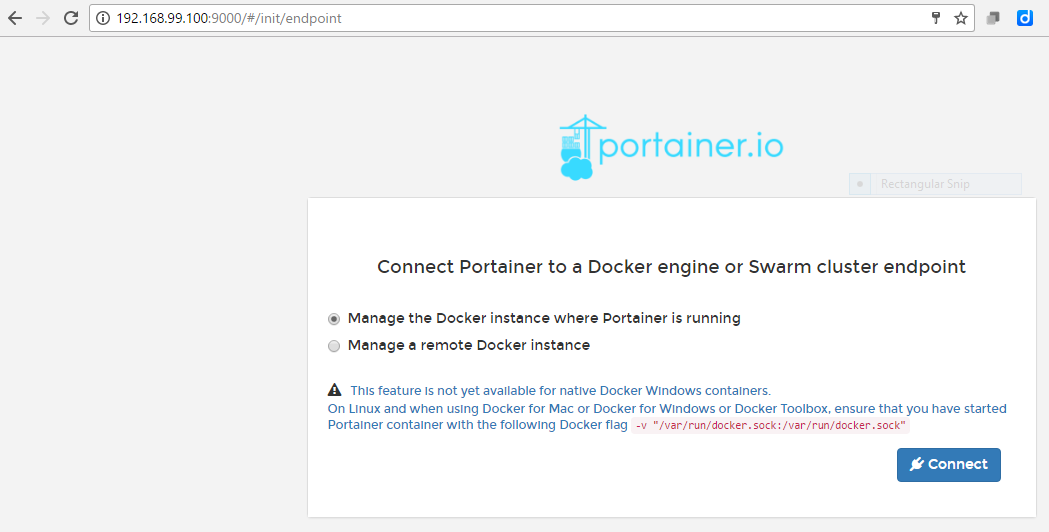 192.168.99.100:9000/#/init/endpoint
portainer.io
Rectangular Snip
Connect Portainer to a Docker engine or Swarm cluster endpoint
Manage the Docker instance where Portainer is running
Manage a remote Docker instance
This feature is not yet available for native Docker Windows containers.
On Linux and when using Docker for Mac or Docker for Windows or Docker Toolbox, ensure that you have started
Portainer container with the following Docker flag -v "/var/run/docker.sock:/var/run/docker.sock"
Connect